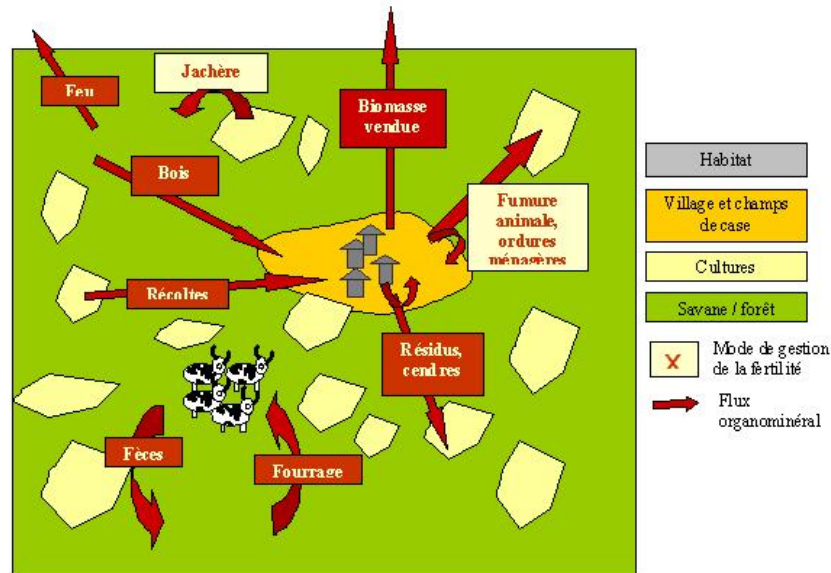 Feu
Jachère
Biomasse
vendue
Bois
Fumure
animale,
ordures
ménagères
Récoltes
Résidus,
cendres
Fèces
Fourrage
Habitat
Village et champs
de case
Cultures
Savane / forêt
X
Mode de gestion
de la fertilité
Flux
organominéral